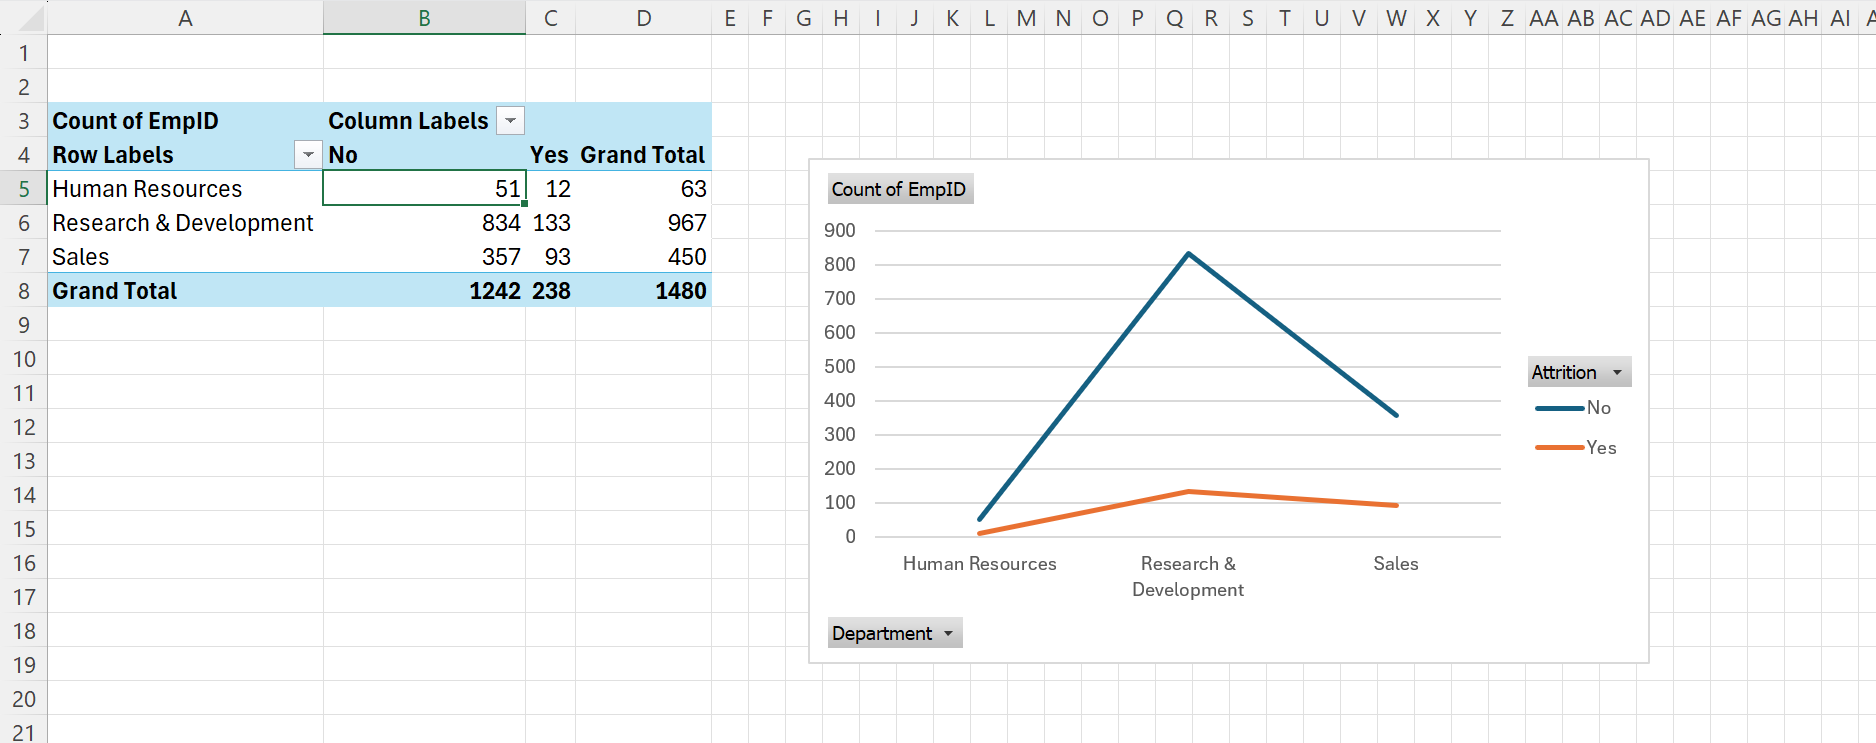 A B C D E F G H I J K L M N O P Q R S T U V W X Y Z AA AB AC AD AE AF AG AH AI
1
2
3 Count of EmpID Column Labels
4 Row Labels No Yes Grand Total
5 Human Resources 51 12 63
6 Research & Development 834 133 967
7 Sales 357 93 450
8 Grand Total 1242 238 1480
9
10
11
12
13
14
15
16
17
18
19
20
21
Count of EmpID
900
800
700
600
500
400
300
200
100
0
Human Resources Research & Sales
Development
Attrition
No
Yes
Department